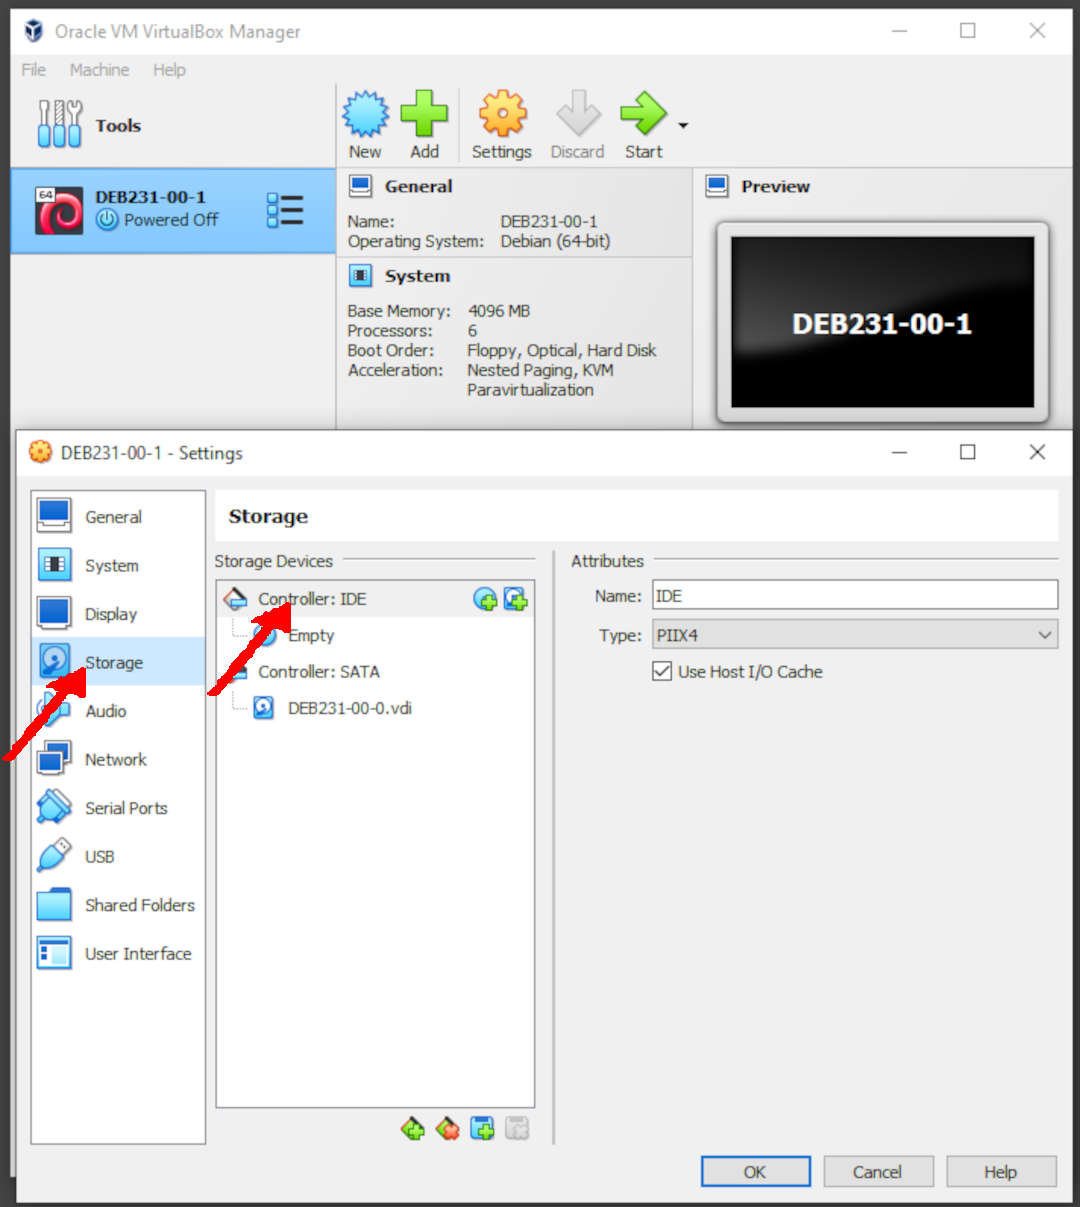 Oracle VM VirtualBox Manager
File Machine Help
Tools
New Add Settings Discard Start
64
DEB231-00-1
Powered Off
General
Name: DEB231-00-1
Operating System: Debian (64-bit)
System
Base Memory: 4096 MB
Processors: 6
Boot Order: Floppy, Optical, Hard Disk
Acceleration: Nested Paging, KVM
Paravirtualization
Preview
DEB231-00-1
DEB231-00-1 - Settings
General
System
Display
Storage
Audio
Network
Serial Ports
USB
Shared Folders
User Interface
Storage
Storage Devices
Controller: IDE
Empty
Controller: SATA
DEB231-00-0.vdi
Attributes
Name: IDE
Type: PIIX4
Use Host I/O Cache
OK Cancel Help